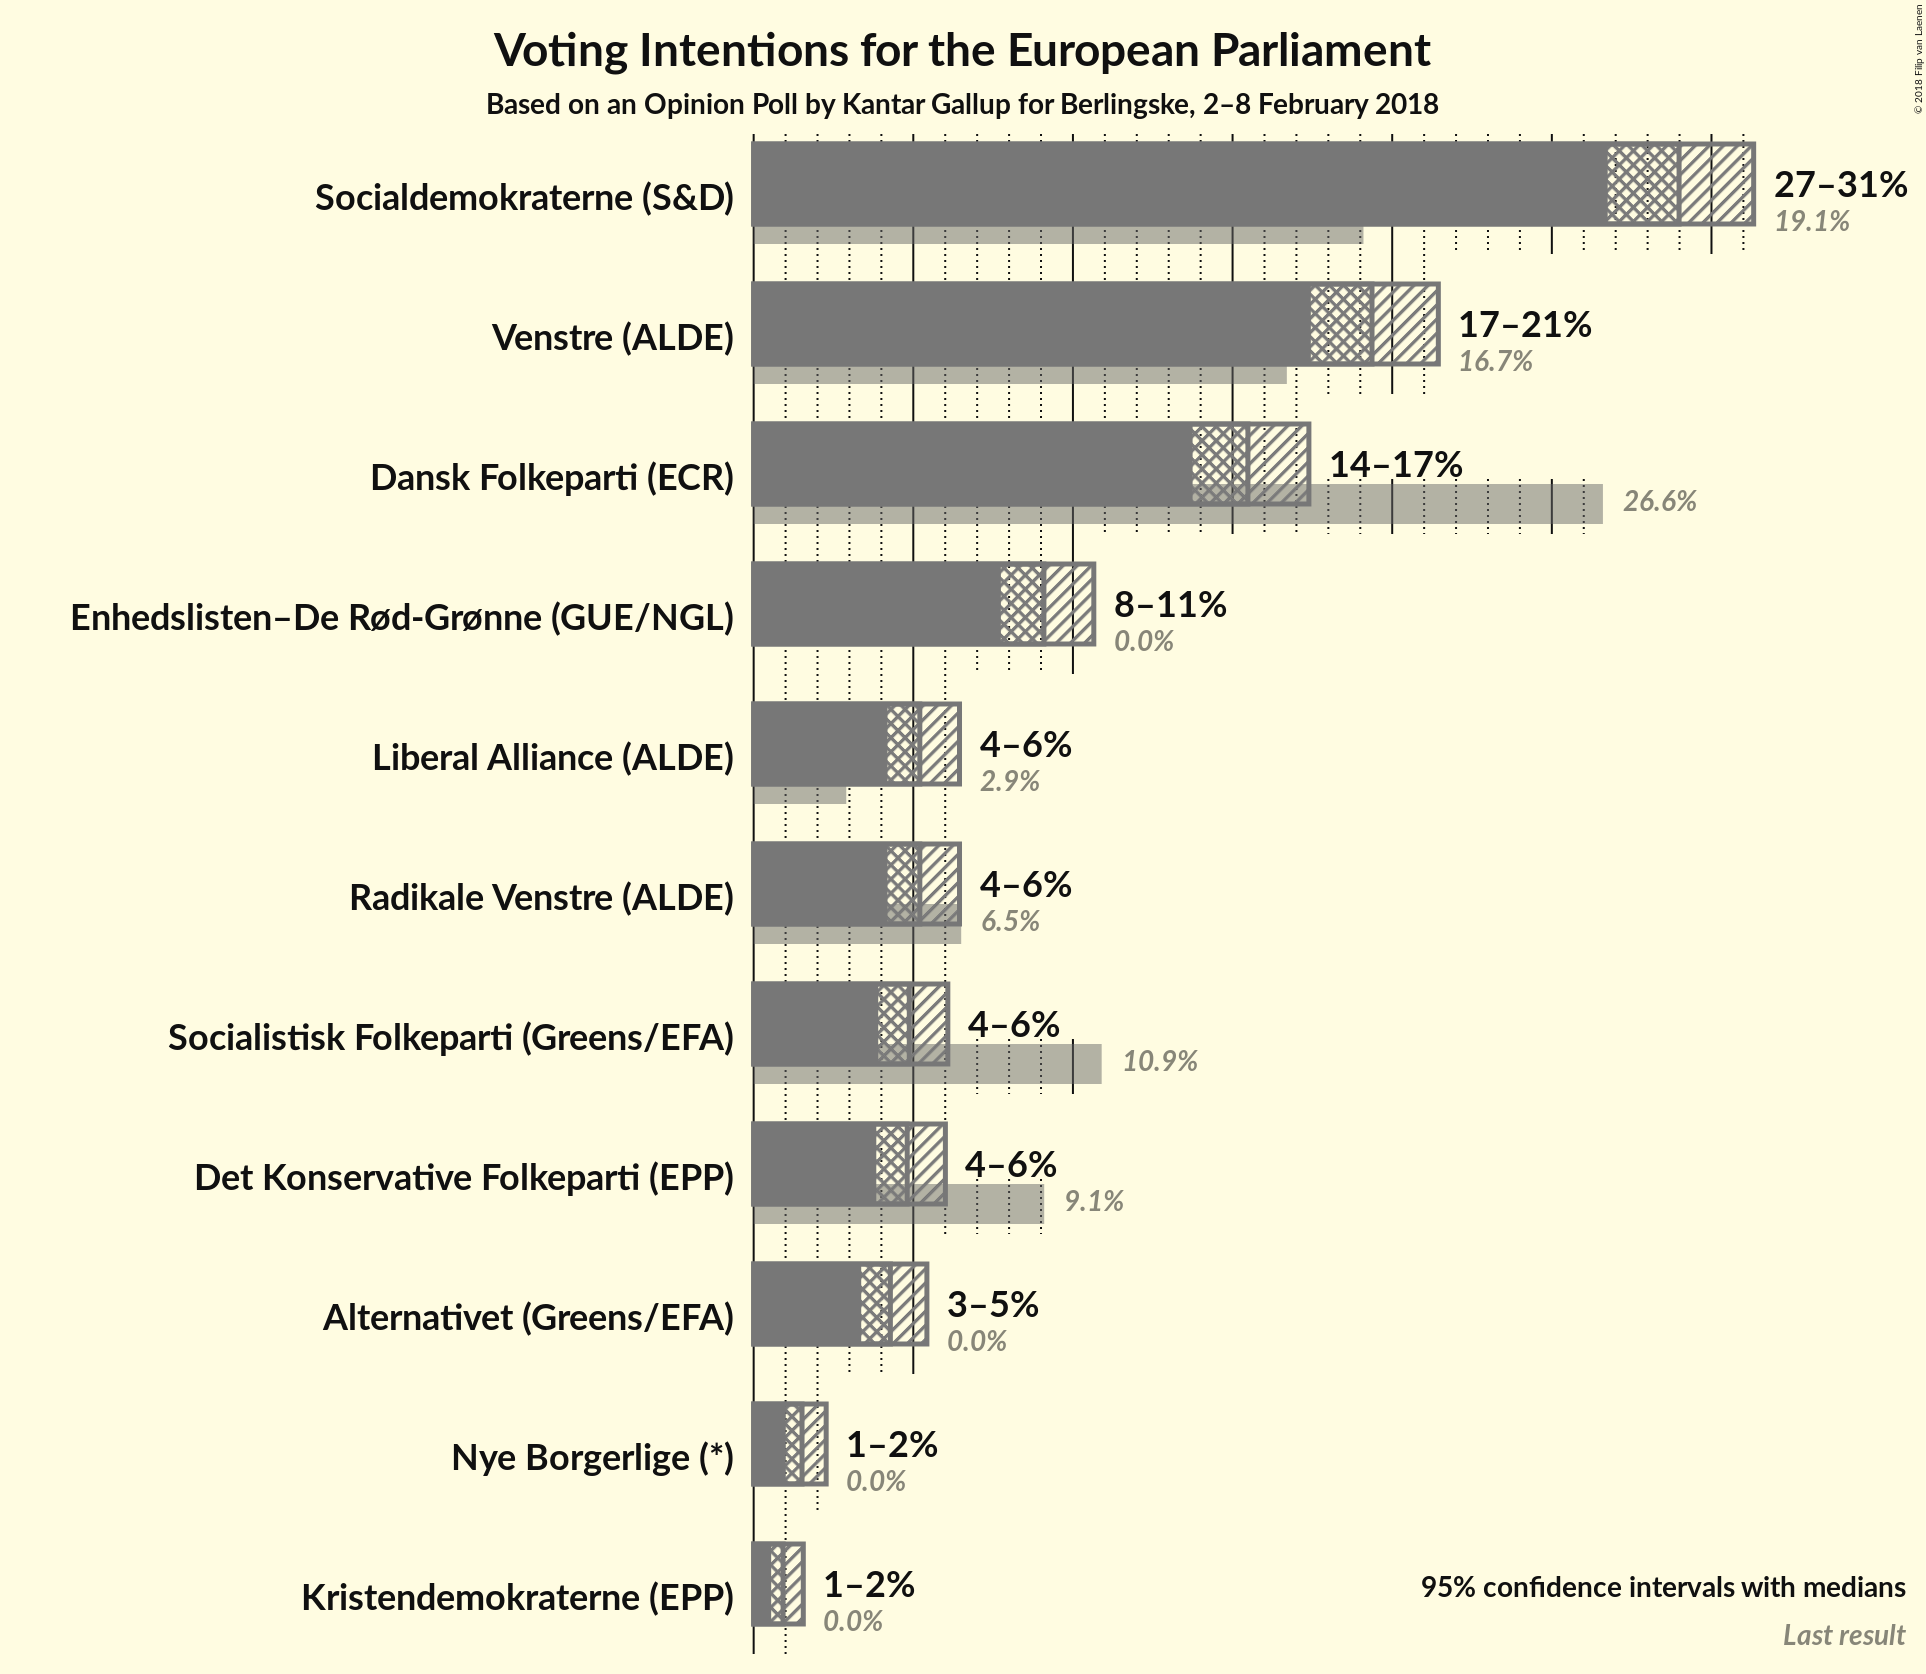 Voting Intentions for the European Parliament
Based on an Opinion Poll by Kantar Gallup for Berlingske, 2–8 February 2018
© 2018 Filip van Laenen
Socialdemokraterne (S&D)
27–31%
19.1%
Venstre (ALDE)
17–21%
16.7%
Dansk Folkeparti (ECR)
14–17%
26.6%
Enhedslisten–De Rød-Grønne (GUE/NGL)
8–11%
0.0%
Liberal Alliance (ALDE)
4–6%
2.9%
Radikale Venstre (ALDE)
4–6%
6.5%
Socialistisk Folkeparti (Greens/EFA)
4–6%
10.9%
Det Konservative Folkeparti (EPP)
4–6%
9.1%
Alternativet (Greens/EFA)
3–5%
0.0%
Nye Borgerlige (*)
1–2%
0.0%
Kristendemokraterne (EPP)
1–2%
0.0%
95% confidence intervals with medians
Last result